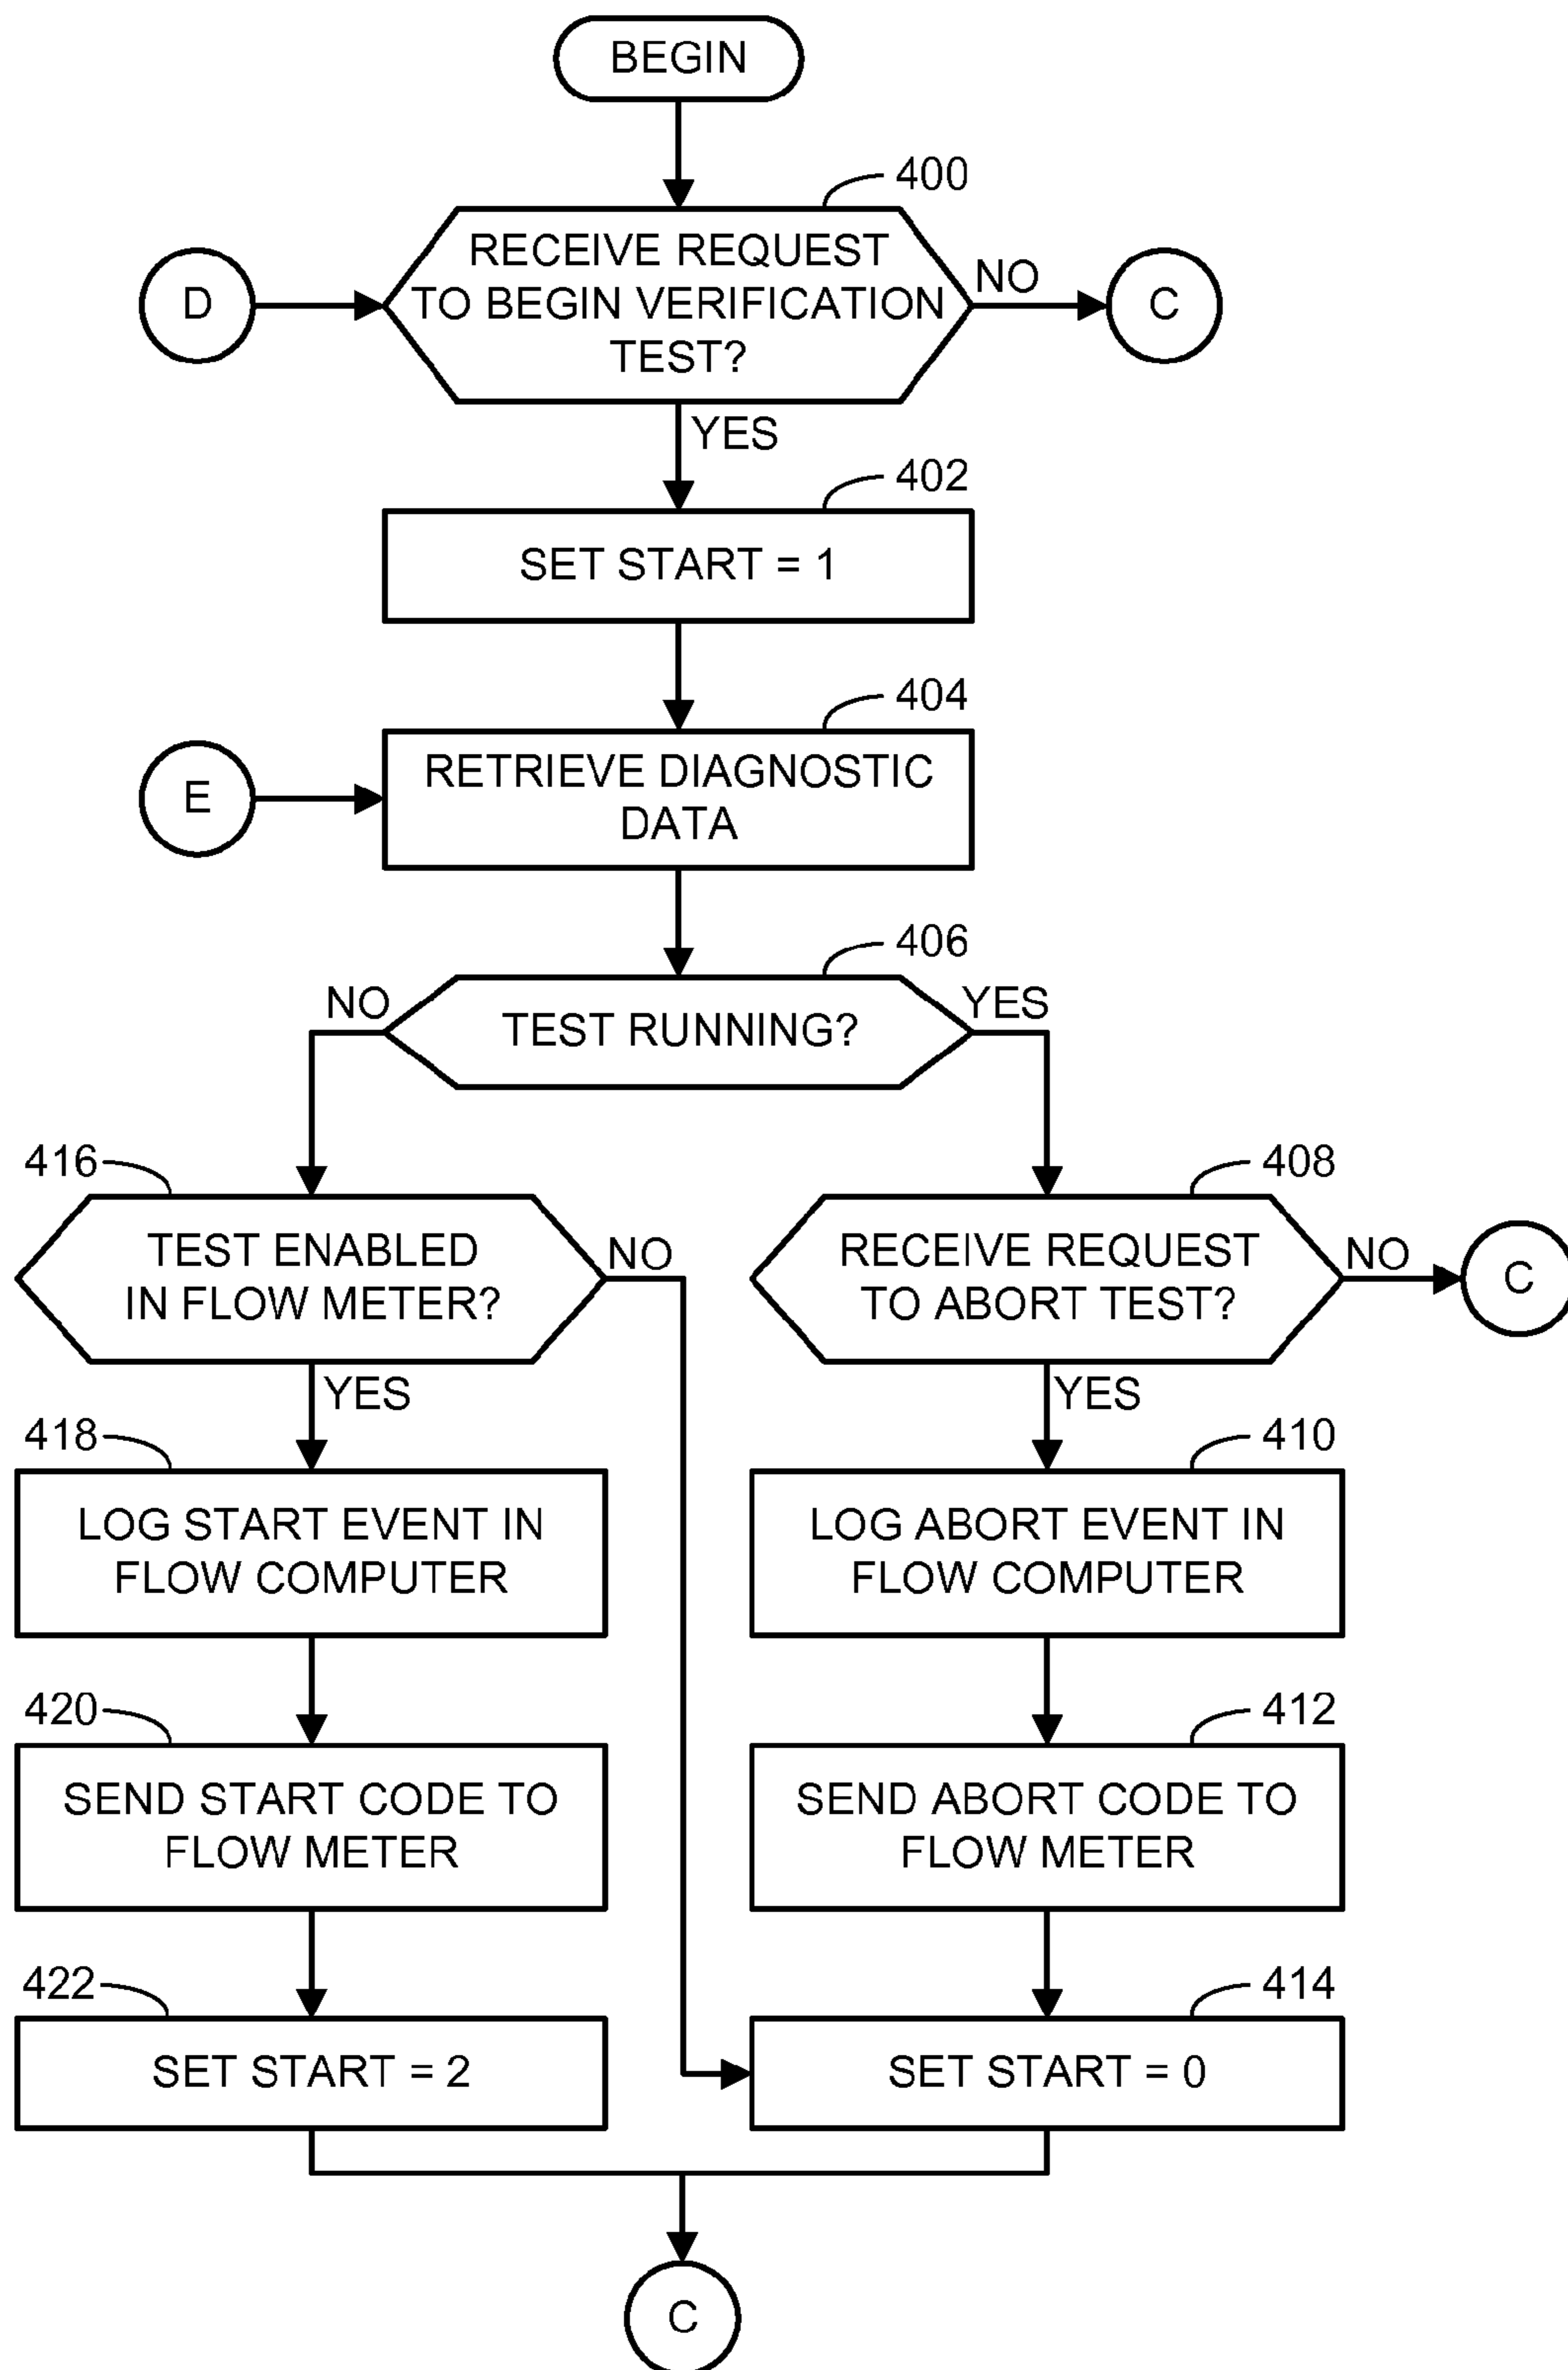 BEGIN
400
RECEIVE REQUEST
TO BEGIN VERIFICATION
TEST?
D
NO
C
YES
402
SET START = 1
404
RETRIEVE DIAGNOSTIC
DATA
E
406
TEST RUNNING?
NO
YES
416
TEST ENABLED
IN FLOW METER?
NO
408
RECEIVE REQUEST
TO ABORT TEST?
NO
C
YES
YES
418
LOG START EVENT IN
FLOW COMPUTER
410
LOG ABORT EVENT IN
FLOW COMPUTER
420
SEND START CODE TO
FLOW METER
412
SEND ABORT CODE TO
FLOW METER
422
SET START = 2
414
SET START = 0
C